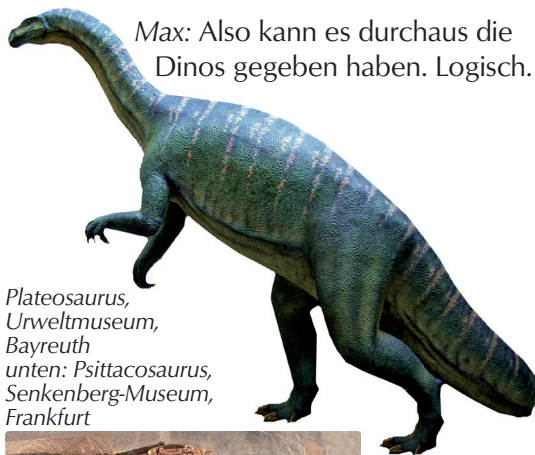 Max: Also kann es durchaus die
Dinos gegeben haben. Logisch.
Plateosaurus,
Urweltmuseum,
Bayreuth
unten: Psittacosaurus,
Senkenberg-Museum,
Frankfurt